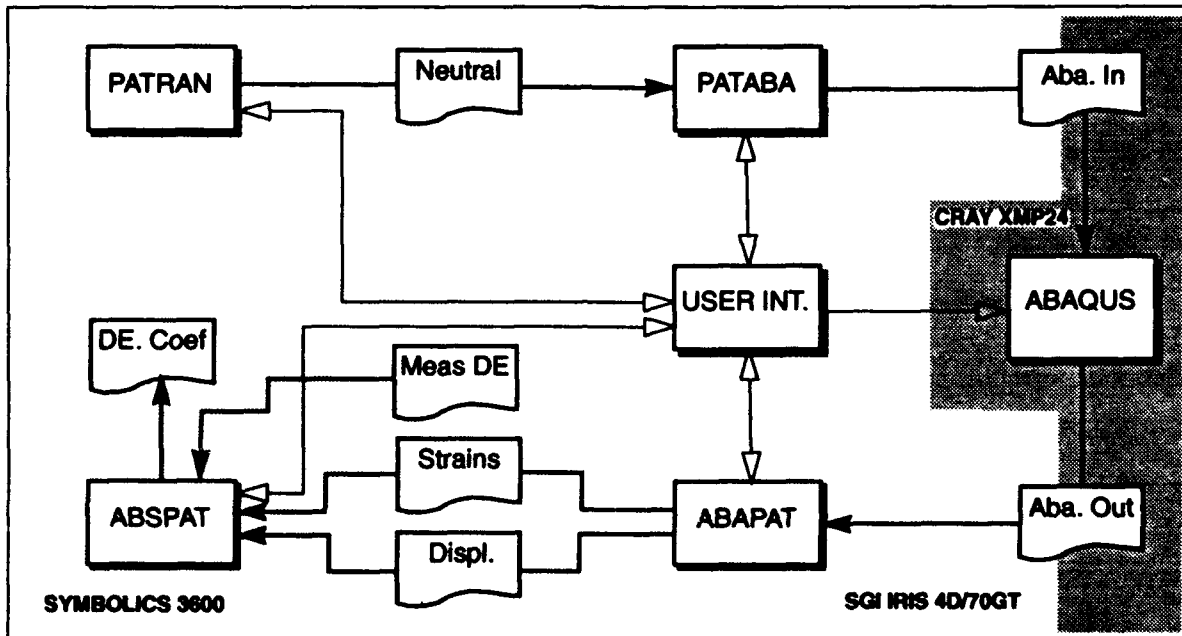 PATRAN
Neutral
PATABA
Aba. In
CRAY XMP24
USER INT.
ABAQUS
DE. Coef
Meas DE
Strains
ABSPAT
ABAPAT
Aba. Out
Displ.
SYMBOLICS 3600
SGI IRIS 4D/70GT